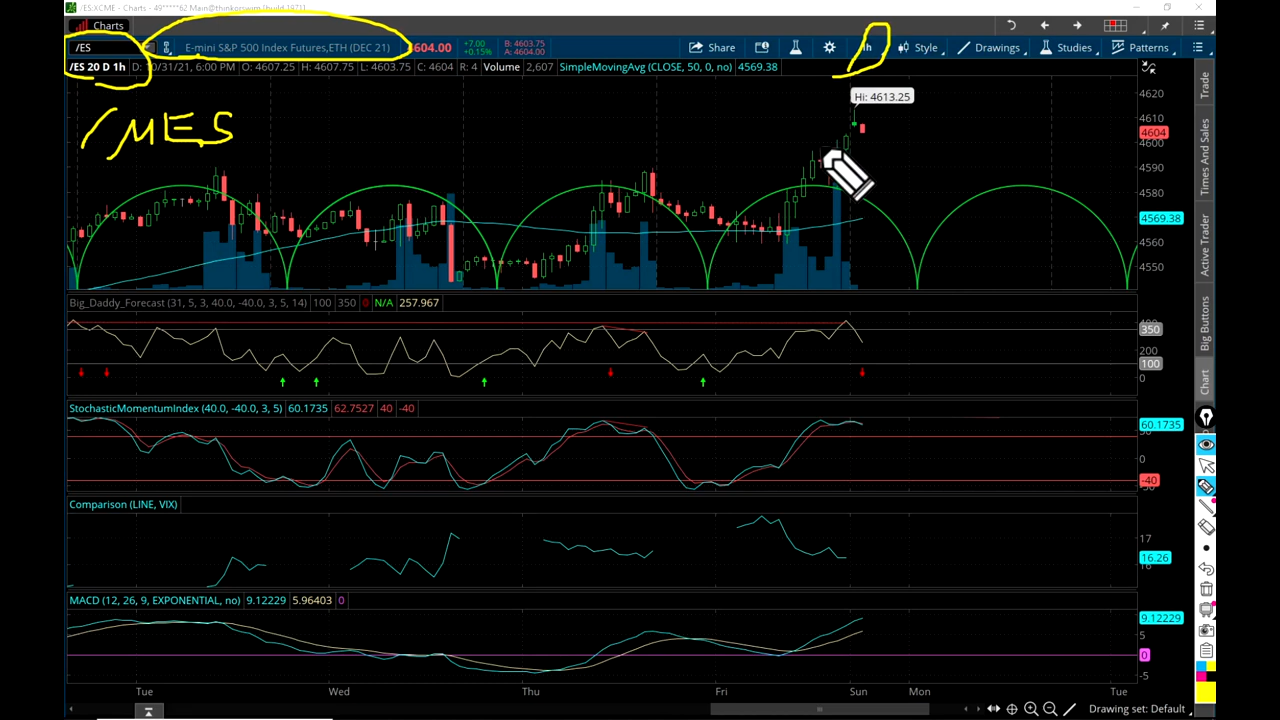 /ES:XCME - Charts - 49*****62 Main@thinkorswim [build 1973]
Charts
/ES E-mini S&P 500 Index Futures,ETH (DEC 21) 4604.00 +7.00 +0.15% B: 4603.75 A: 4604.00 Share 1h Style Drawings Studies Patterns
/ES 20 D 1h D: 10/31/21, 6:00 PM O: 4607.25 H: 4607.75 L: 4603.75 C: 4604 R: 4 Volume 2,607 SimpleMovingAvg (CLOSE, 50, 0, no) 4569.38
/MES
Hi: 4613.25
4620
4610
4604
4600
4590
4580
4569.38
4560
4550
Big_Daddy_Forecast (31, 5, 3, 40.0, -40.0, 3, 5, 14) 100 350 0 N/A 257.967
350
200
100
0
StochasticMomentumIndex (40.0, -40.0, 3, 5) 60.1735 62.7527 40 -40
60.1735
0
-40
Comparison (LINE, VIX)
17
16.26
MACD (12, 26, 9, EXPONENTIAL, no) 9.12229 5.96403 0
9.12229
5
0
-5
Tue Wed Thu Fri Sun Mon Tue
Drawing set: Default
Trade
Times And Sales
Active Trader
Big Buttons
Chart